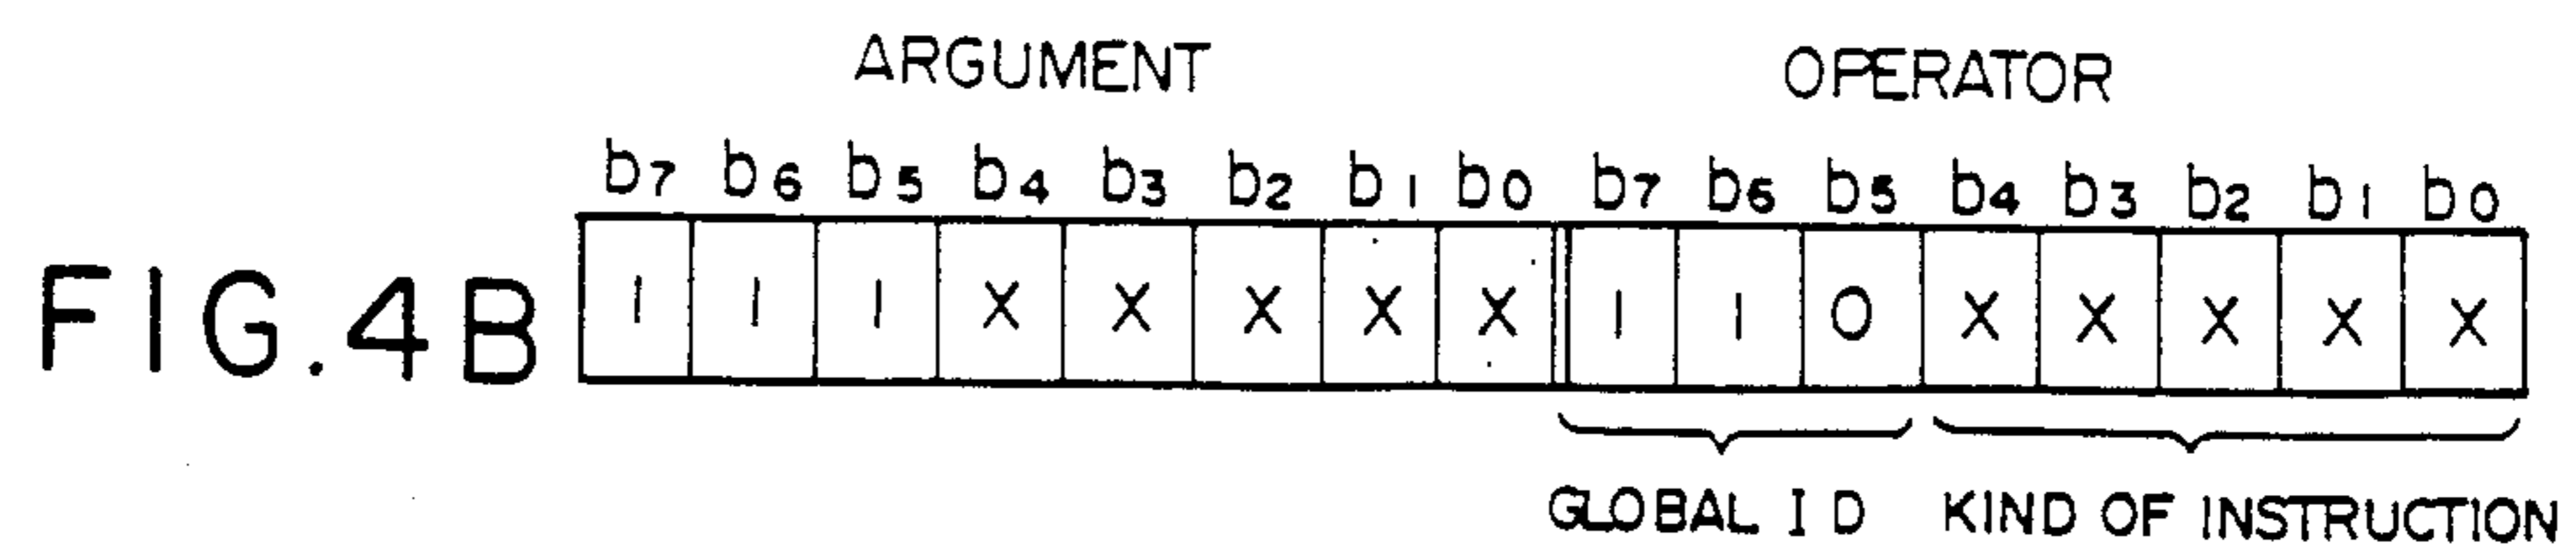 ARGUMENT OPERATOR
b7 b6 b5 b4 b3 b2 b1 b0 b7 b6 b5 b4 b3 b2 b1 b0
FIG.4B 1 1 1 X X X X X 1 1 0 X X X X X
GLOBAL ID KIND OF INSTRUCTION